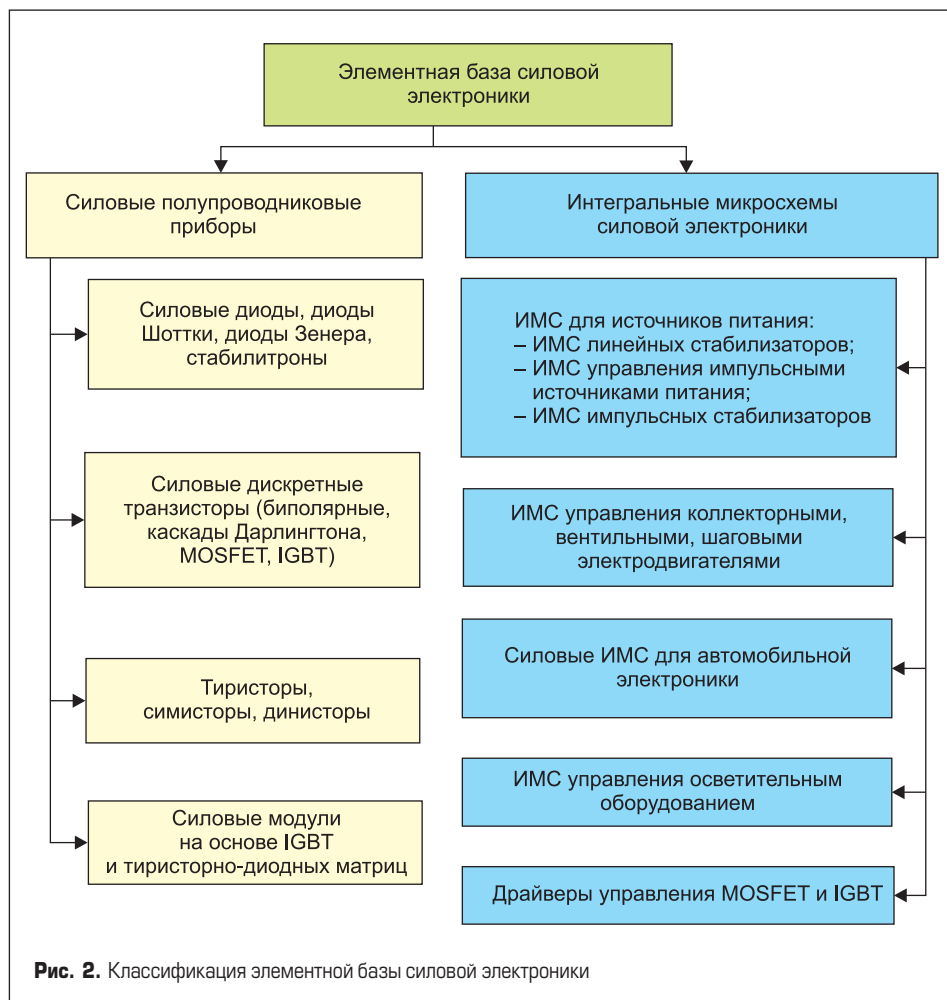 Элементная база силовой
электроники
Силовые полупроводниковые
приборы
Силовые диоды, диоды
Шоттки, диоды Зенера,
стабилитроны
Силовые дискретные
транзисторы (биполярные,
каскады Дарлингтона,
MOSFET, IGBT)
Тиристоры,
симисторы, динисторы
Силовые модули
на основе IGBT
и тиристорно-диодных матриц
Интегральные микросхемы
силовой электроники
ИМС для источников питания:
– ИМС линейных стабилизаторов;
– ИМС управления импульсными
источниками питания;
– ИМС импульсных стабилизаторов
ИМС управления коллекторными,
вентильными, шаговыми
электродвигателями
Силовые ИМС для автомобильной
электроники
ИМС управления осветительным
оборудованием
Драйверы управления MOSFET и IGBT
Рис. 2. Классификация элементной базы силовой электроники